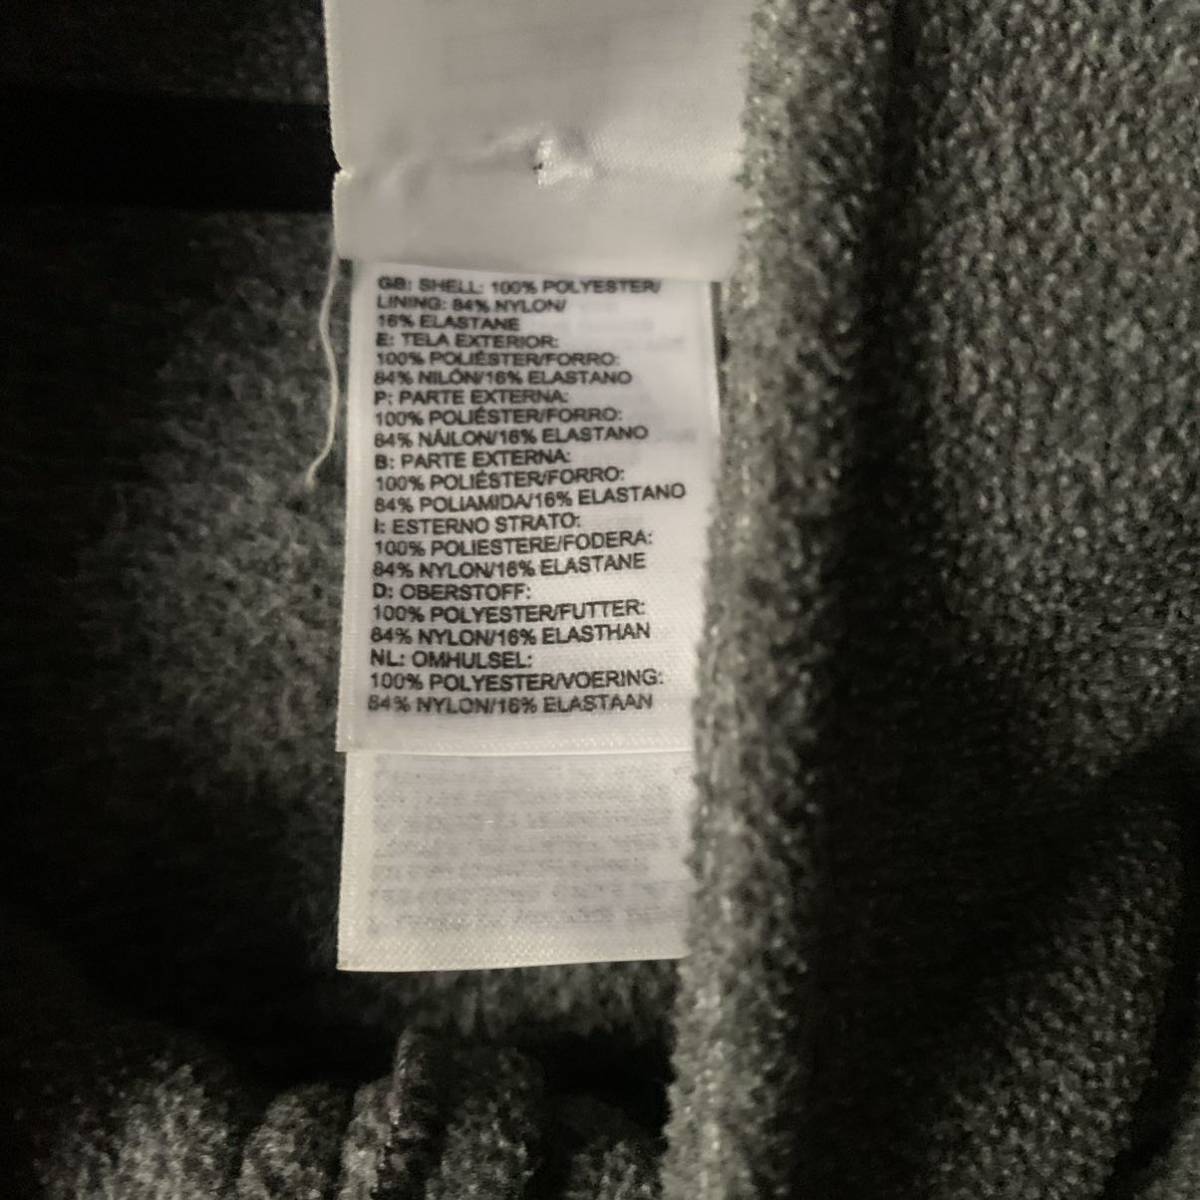 GB: SHELL: 100% POLYESTER/
LINING: 84% NYLON/
16% ELASTANE
E: TELA EXTERIOR:
100% POLIÉSTER/FORRO:
84% NILÓN/16% ELASTANO
P: PARTE EXTERNA:
100% POLIÉSTER/FORRO:
84% NÁILON/16% ELASTANO
B: PARTE EXTERNA:
100% POLIÉSTER/FORRO:
84% POLIAMIDA/16% ELASTANO
I: ESTERNO STRATO:
100% POLIESTERE/FODERA:
84% NYLON/16% ELASTANE
D: OBERSTOFF:
100% POLYESTER/FUTTER:
84% NYLON/16% ELASTHAN
NL: OMHULSEL:
100% POLYESTER/VOERING:
84% NYLON/16% ELASTAAN